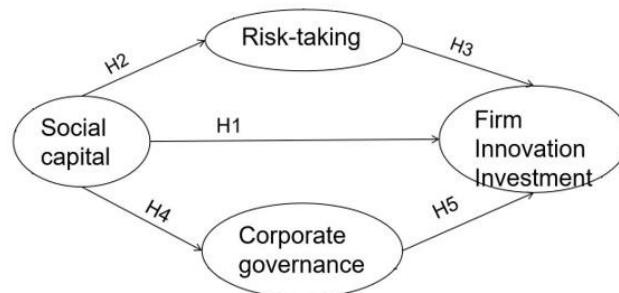 Risk-taking
H2
H3
Social
capital
H1
Firm
Innovation
Investment
H4
H5
Corporate
governance